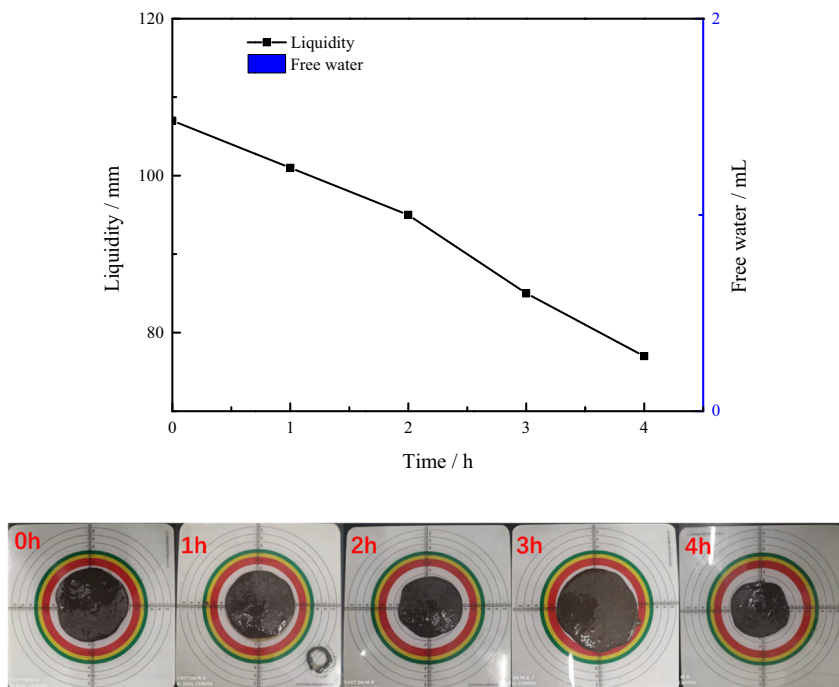 120
2
Liquidity
Free water
100
Liquidity / mm
Free water / mL
80
0
0
1
2
3
4
Time / h
0h
1h
2h
3h
4h